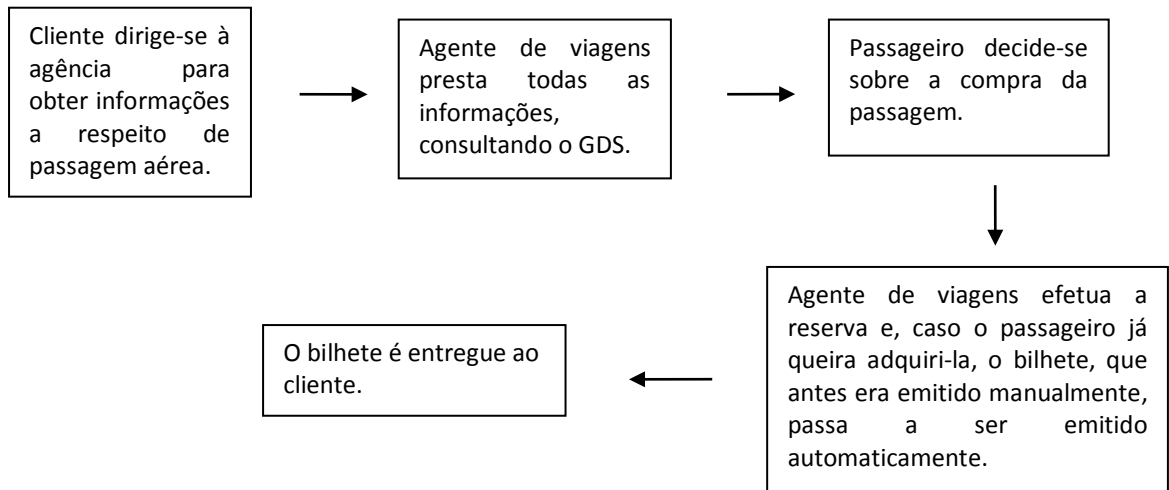 Cliente dirige-se à
agência para
obter informações
a respeito de
passagem aérea.
Agente de viagens
presta todas as
informações,
consultando o GDS.
Passageiro decide-se
sobre a compra da
passagem.
Agente de viagens efetua a
reserva e, caso o passageiro já
queira adquiri-la, o bilhete, que
antes era emitido manualmente,
passa a ser emitido
automaticamente.
O bilhete é entregue ao
cliente.